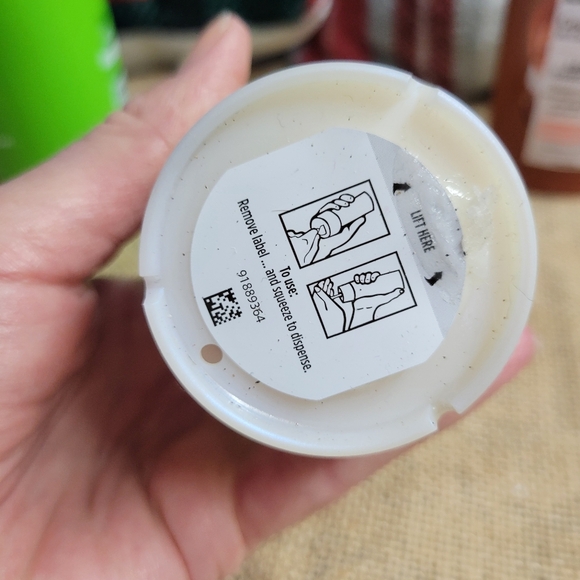 LIFT HERE
To use:
Remove label ... and squeeze to dispense.
91889364